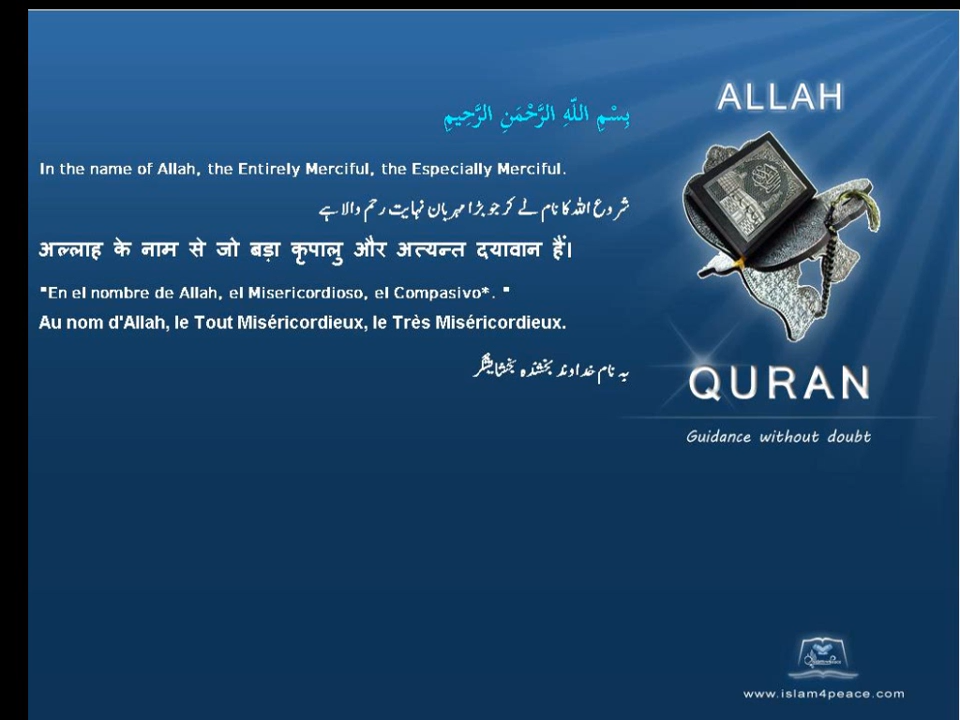 بِسْمِ اللّهِ الرَّحْمَنِ الرَّحِيمِ
In the name of Allah, the Entirely Merciful, the Especially Merciful.
شروع الله کا نام لے کر جو بڑا مہربان نہایت رحم والا ہے
अल्लाह के नाम से जो बड़ा कृपालु और अत्यन्त दयावान हैं।
"En el nombre de Allah, el Misericordioso, el Compasivo*. "
Au nom d'Allah, le Tout Miséricordieux, le Très Miséricordieux.
به نام خداوند بخشنده بخشایشگر
ALLAH
QURAN
Guidance without doubt
www.islam4peace.com